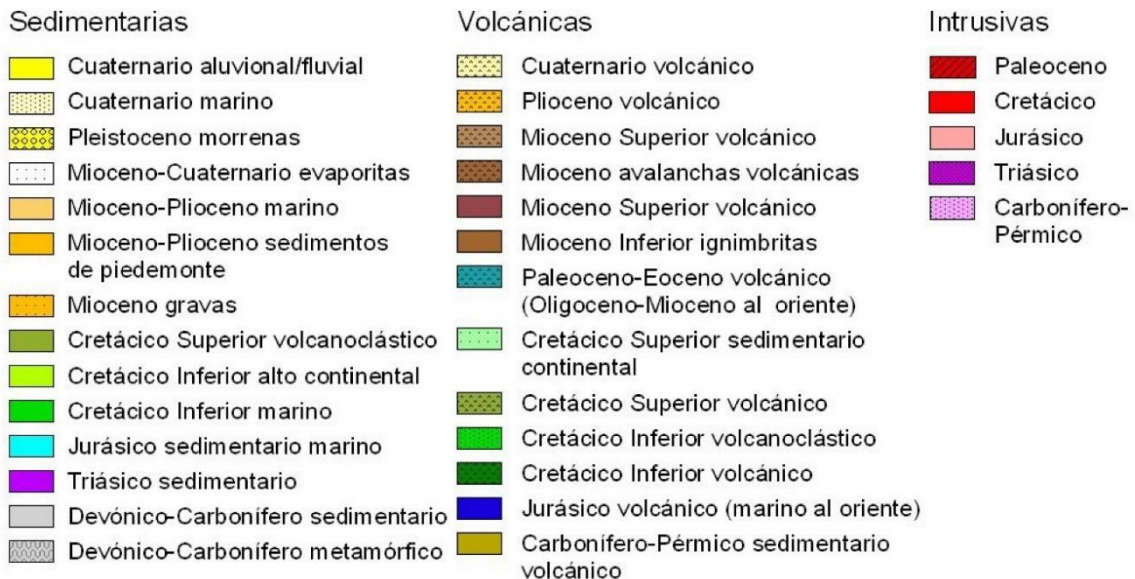 Sedimentarias
Cuaternario aluvional/fluvial
Cuaternario marino
Pleistoceno morrenas
Mioceno-Cuaternario evaporitas
Mioceno-Plioceno marino
Mioceno-Plioceno sedimentos
de piedemonte
Mioceno gravas
Cretácico Superior volcanoclástico
Cretácico Inferior alto continental
Cretácico Inferior marino
Jurásico sedimentario marino
Triásico sedimentario
Devónico-Carbonífero sedimentario
Devónico-Carbonífero metamórfico
Volcánicas
Cuaternario volcánico
Plioceno volcánico
Mioceno Superior volcánico
Mioceno avalanchas volcánicas
Mioceno Superior volcánico
Mioceno Inferior ignimbritas
Paleoceno-Eoceno volcánico
(Oligoceno-Mioceno al oriente)
Cretácico Superior sedimentario
continental
Cretácico Superior volcánico
Cretácico Inferior volcanoclástico
Cretácico Inferior volcánico
Jurásico volcánico (marino al oriente)
Carbonífero-Pérmico sedimentario
volcánico
Intrusivas
Paleoceno
Cretácico
Jurásico
Triásico
Carbonífero-
Pérmico